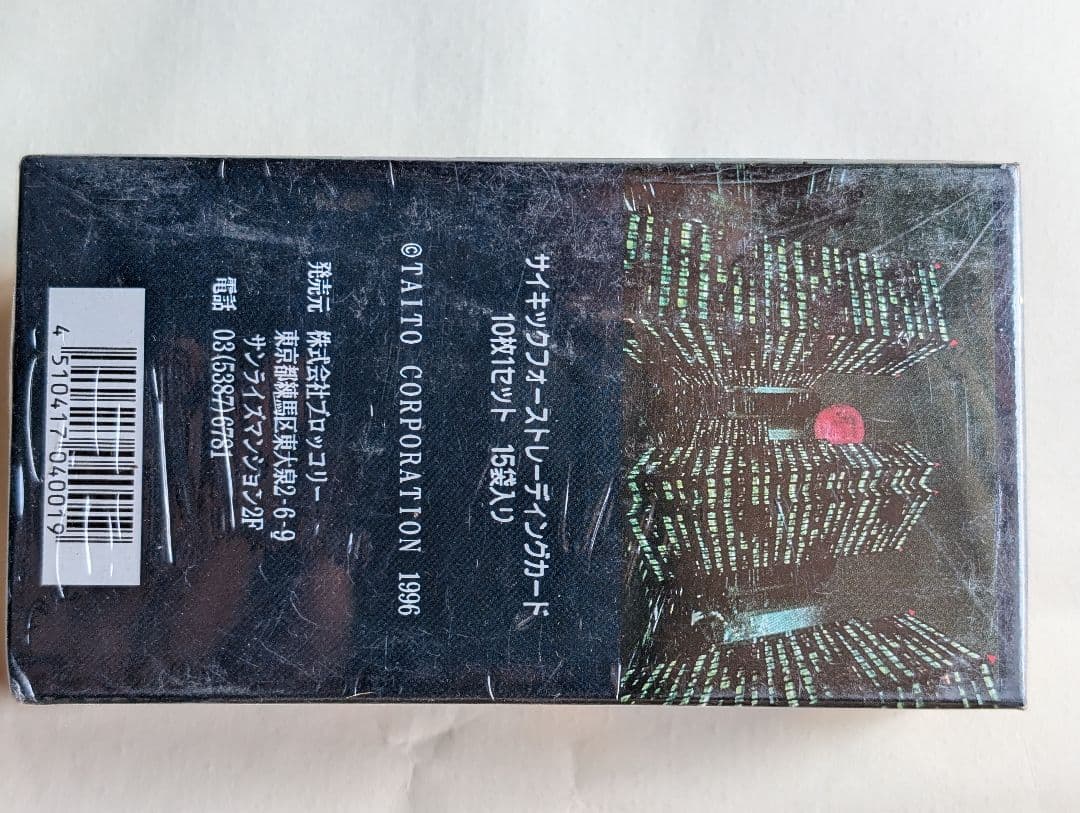 サイキックフォーストレーディングカード
10枚1セット 15袋入り
©TAITO CORPORATION 1996
発売元 株式会社ブロッコリー
東京都練馬区東大泉2-6-9
サンライズマンション2F
電話 03(5387)6781
4510417040019